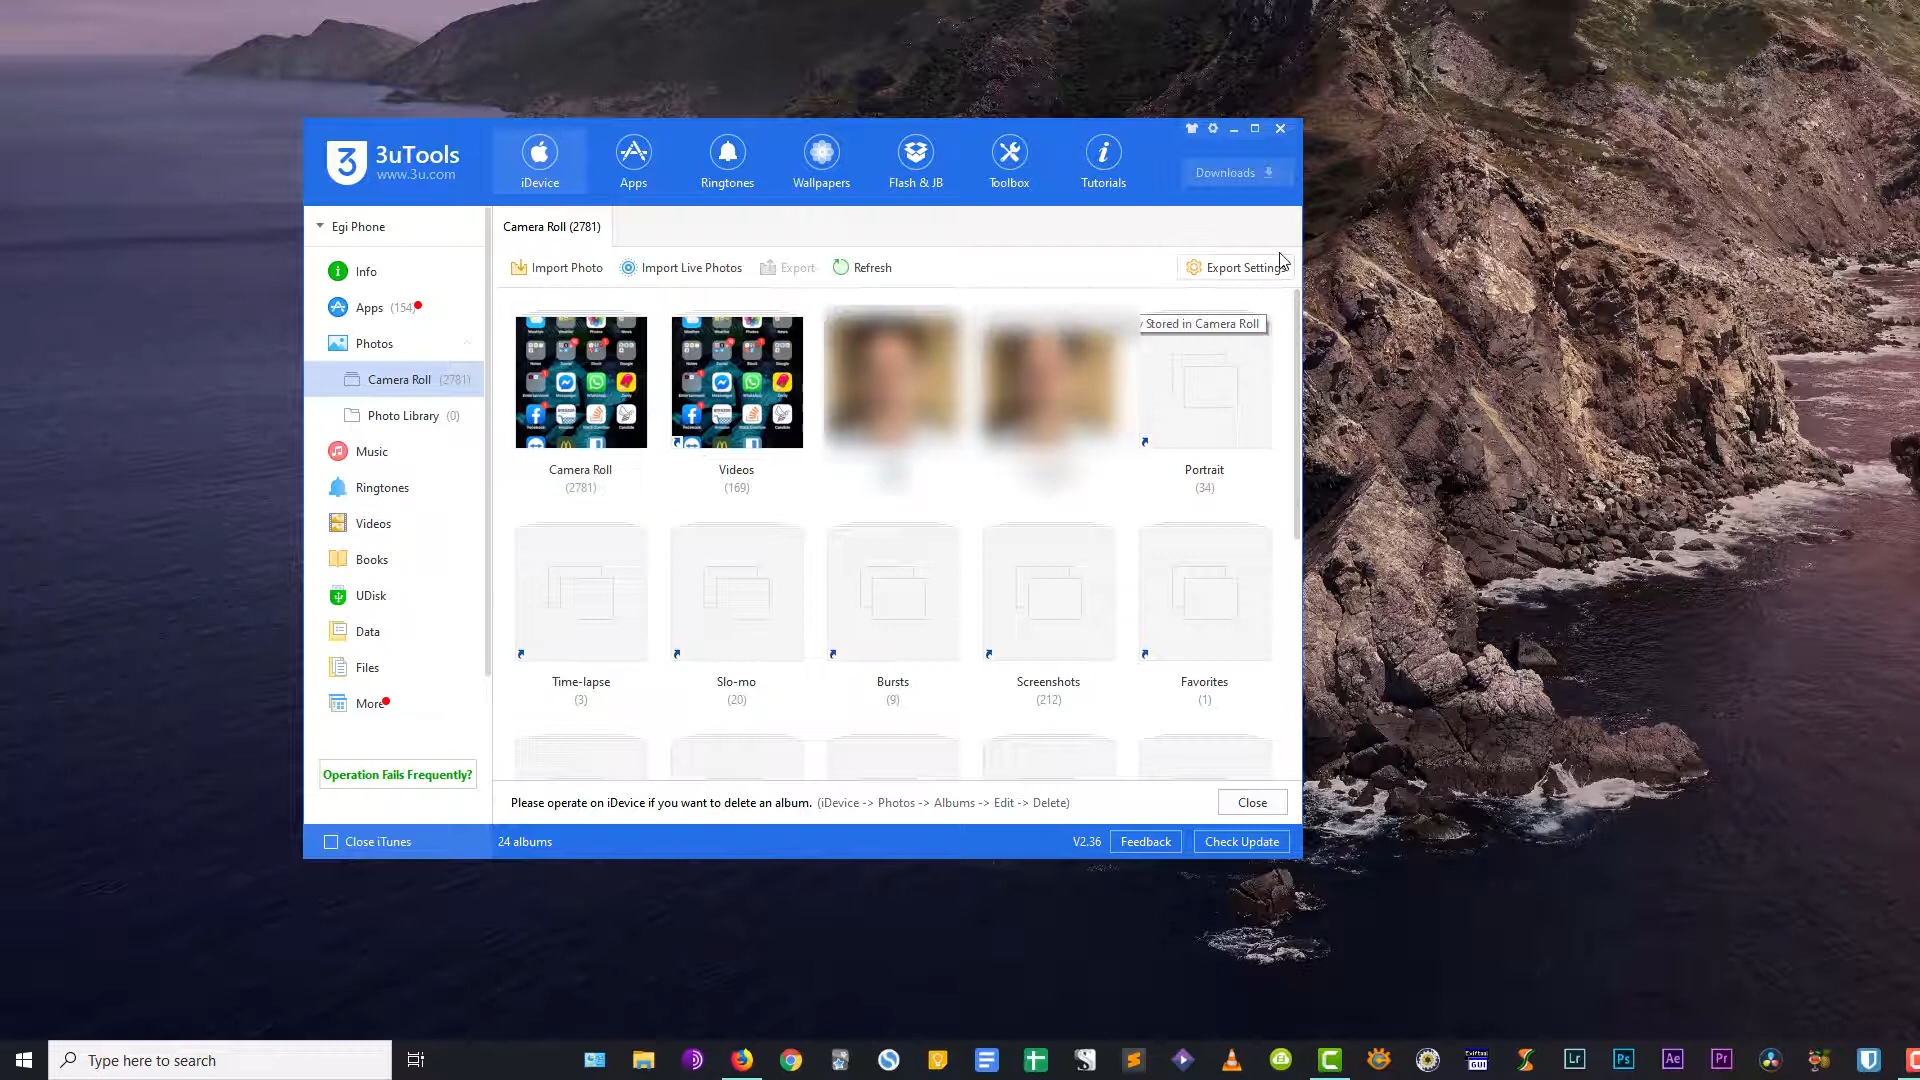 3uTools
www.3u.com
iDevice
Apps
Ringtones
Wallpapers
Flash & JB
Toolbox
Tutorials
Downloads
Egi Phone
Camera Roll (2781)
Info
Apps (154)
Photos
Camera Roll (2781)
Photo Library (0)
Music
Ringtones
Videos
Books
UDisk
Data
Files
More
Operation Fails Frequently?
Import Photo
Import Live Photos
Export
Refresh
Export Settings
Stored in Camera Roll
Camera Roll
(2781)
Videos
(169)
Portrait
(34)
Time-lapse
(3)
Slo-mo
(20)
Bursts
(9)
Screenshots
(212)
Favorites
(1)
Please operate on iDevice if you want to delete an album. (iDevice -> Photos -> Albums -> Edit -> Delete)
Close
Close iTunes
24 albums
V2.36
Feedback
Check Update
Type here to search
Lr
Ps
Ae
Pr